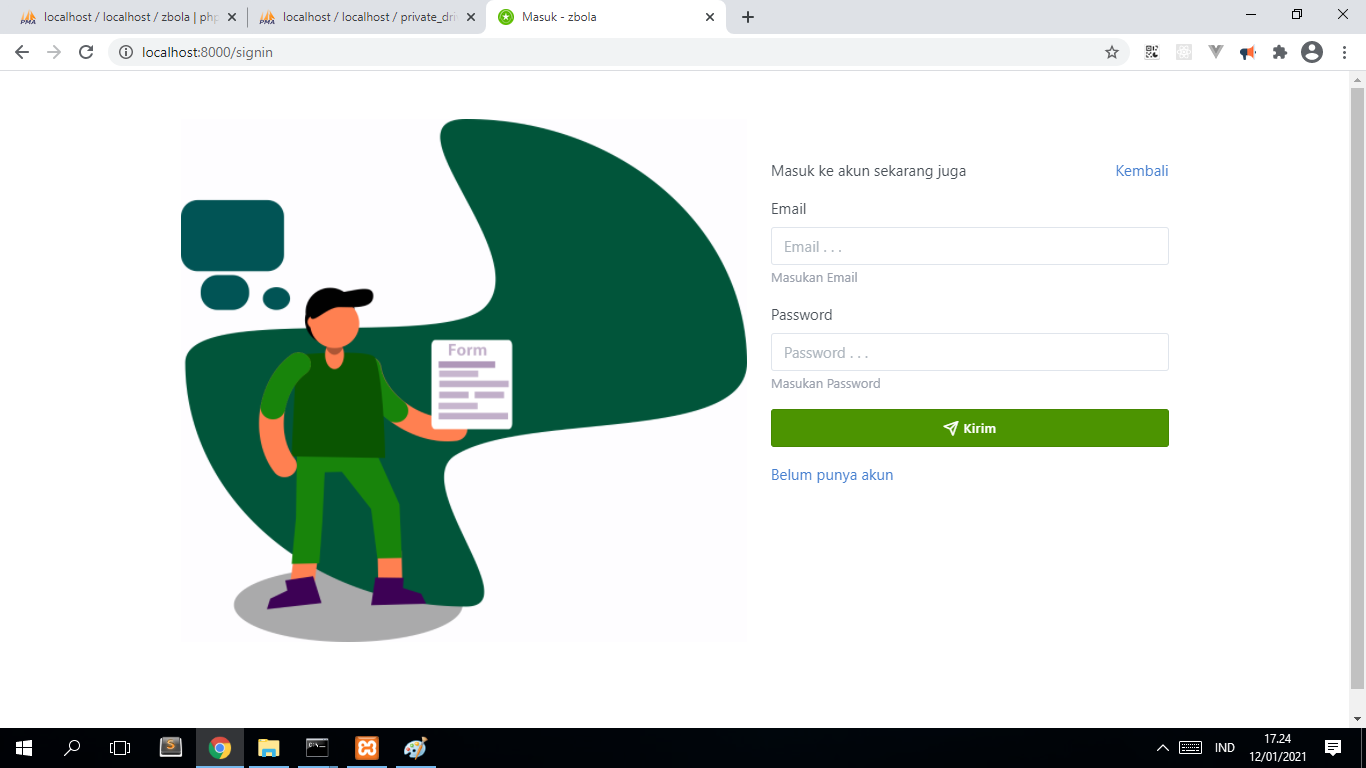 localhost / localhost / zbola | php
localhost / localhost / private_dri
Masuk - zbola
localhost:8000/signin
Form
Masuk ke akun sekarang juga
Kembali
Email
Email . . .
Masukan Email
Password
Password . . .
Masukan Password
Kirim
Belum punya akun
IND
17.24
12/01/2021